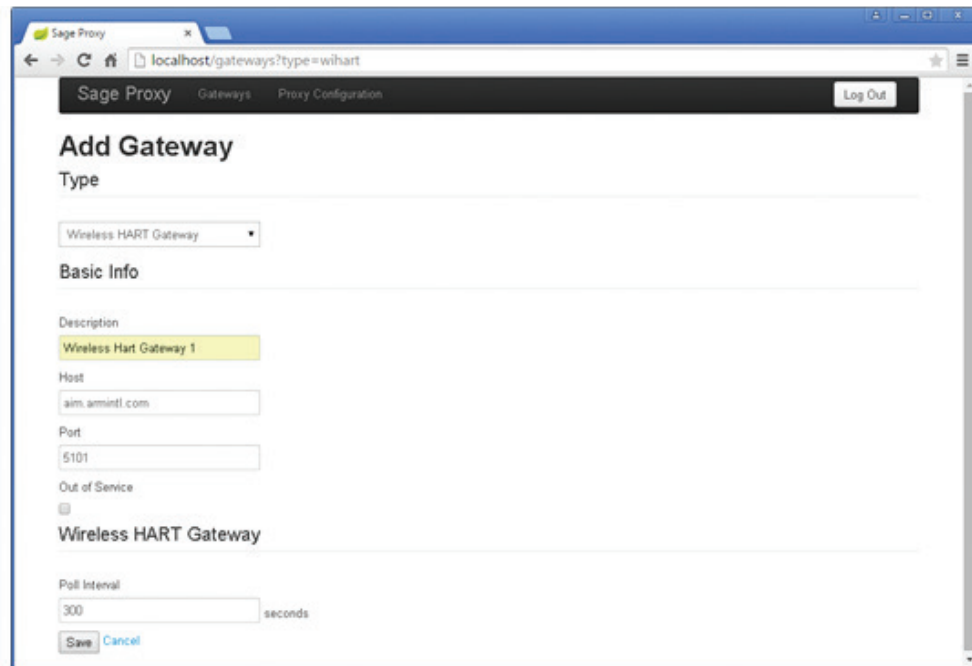 Sage Proxy
localhost/gateways?type=wihart
Sage Proxy Gateways Proxy Configuration Log Out
Add Gateway
Type
Wireless HART Gateway
Basic Info
Description
Wireless Hart Gateway 1
Host
aim.armintl.com
Port
5101
Out of Service
Wireless HART Gateway
Poll Interval
300 seconds
Save Cancel